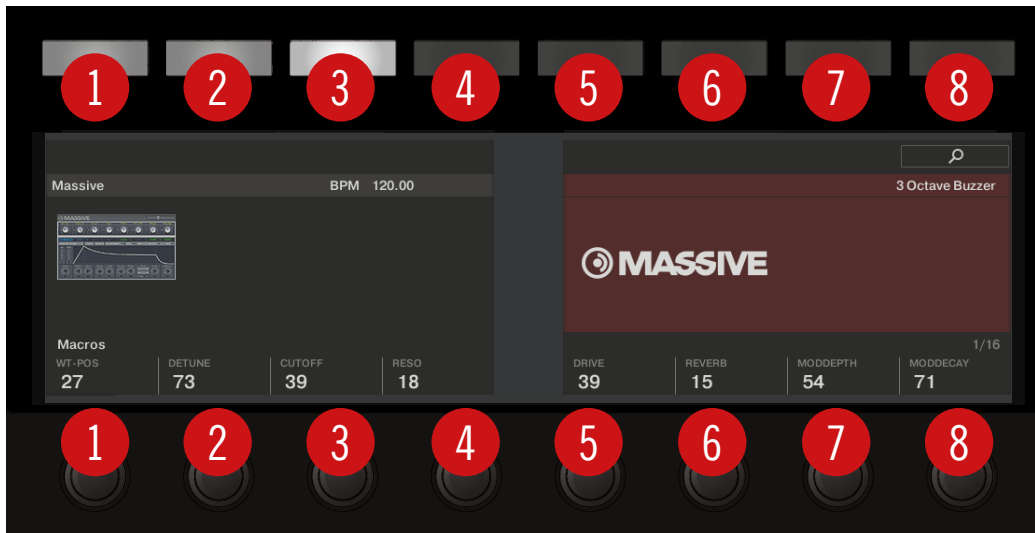 1 2 3 4 5 6 7 8
Massive BPM 120.00 3 Octave Buzzer
MASSIVE
MASSIVE
Macros 1/16
WT-POS DETUNE CUTOFF RESO DRIVE REVERB MODDEPTH MODDECAY
27 73 39 18 39 15 54 71
1 2 3 4 5 6 7 8